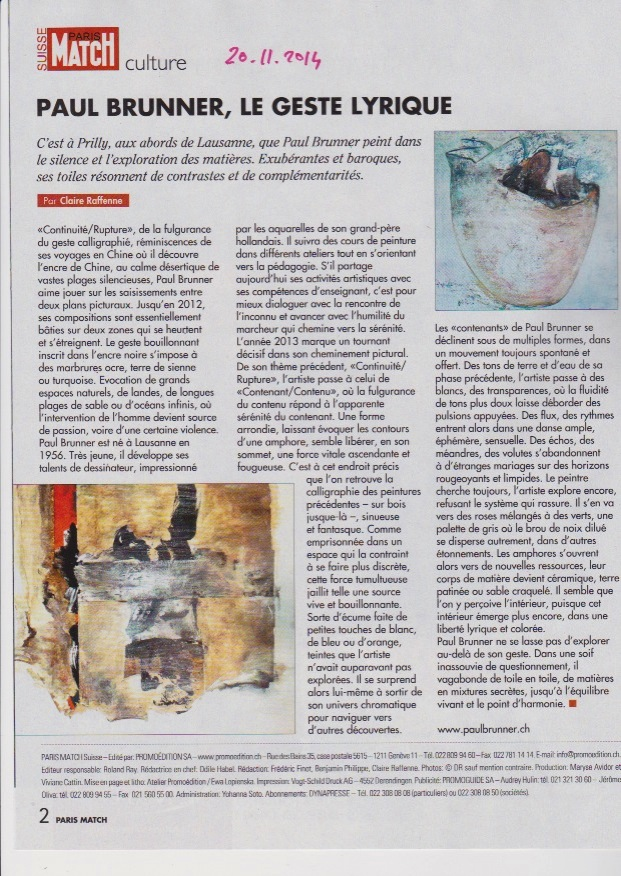 SUISSE
PARIS
MATCH
culture
20.11.2014
PAUL BRUNNER, LE GESTE LYRIQUE
C'est à Prilly, aux abords de Lausanne, que Paul Brunner peint dans
le silence et l'exploration des matières. Exubérantes et baroques,
ses toiles résonnent de contrastes et de complémentarités.
Par Claire Raffenne
«Continuité/Rupture», de la fulgurance
du geste calligraphié, réminiscences de
ses voyages en Chine où il découvre
l'encre de Chine, au calme désertique de
vastes plages silencieuses, Paul Brunner
aime jouer sur les saisissements entre
deux plans picturaux. Jusqu'en 2012,
ses compositions sont essentiellement
bâties sur deux zones qui se heurtent
et s'étreignent. Le geste bouillonnant
inscrit dans l'encre noire s'impose à
des marbrures ocre, terre de sienne
ou turquoise. Evocation de grands
espaces naturels, de landes, de longues
plages de sable ou d'océans infinis, où
l'intervention de l'homme devient source
de passion, voire d'une certaine violence.
Paul Brunner est né à Lausanne en
1956. Très jeune, il développe ses
talents de dessinateur, impressionné
par les aquarelles de son grand-père
hollandais. Il suivra des cours de peinture
dans différents ateliers tout en s'orientant
vers la pédagogie. S'il partage
aujourd'hui ses activités artistiques avec
ses compétences d'enseignant, c'est pour
mieux dialoguer avec la rencontre de
l'inconnu et avancer avec l'humilité du
marcheur qui chemine vers la sérénité.
L'année 2013 marque un tournant
décisif dans son cheminement pictural.
De son thème précédent, «Continuité/
Rupture», l'artiste passe à celui de
«Contenant/Contenu», où la fulgurance
du contenu répond à l'apparente
sérénité du contenant. Une forme
arrondie, laissant évoquer les contours
d'une amphore, semble libérer, en son
sommet, une force vitale ascendante et
fougueuse. C'est à cet endroit précis
que l'on retrouve la
calligraphie des peintures
précédentes – sur bois
jusque-là –, sinueuse
et fantasque. Comme
emprisonnée dans un
espace qui la contraint
à se faire plus discrète,
cette force tumultueuse
jaillit telle une source
vive et bouillonnante.
Sorte d'écume faite de
petites touches de blanc,
de bleu ou d'orange,
teintes que l'artiste
n'avait auparavant pas
explorées. Il se surprend
alors lui-même à sortir de
son univers chromatique
pour naviguer vers
d'autres découvertes.
Les «contenants» de Paul Brunner se
déclinent sous de multiples formes, dans
un mouvement toujours spontané et
offert. Des tons de terre et d'eau de sa
phase précédente, l'artiste passe à des
blancs, des transparences, où la fluidité
de tons plus doux laisse déborder des
pulsions appuyées. Des flux, des rythmes
entrent alors dans une danse ample,
éphémère, sensuelle. Des échos, des
méandres, des volutes s'abandonnent
à d'étranges mariages sur des horizons
rougeoyants et limpides. Le peintre
cherche toujours, l'artiste explore encore,
refusant le système qui rassure. Il s'en va
vers des roses mélangés à des verts, une
palette de gris où le brou de noix dilué
se disperse autrement, dans d'autres
étonnements. Les amphores s'ouvrent
alors vers de nouvelles ressources, leur
corps de matière devient céramique, terre
patinée ou sable craquelé. Il semble que
l'on y perçoive l'intérieur, puisque cet
intérieur émerge plus encore, dans une
liberté lyrique et colorée.
Paul Brunner ne se lasse pas d'explorer
au-delà de son geste. Dans une soif
inassouvie de questionnement, il
vagabonde de toile en toile, de matières
en mixtures secrètes, jusqu'à l'équilibre
vivant et le point d'harmonie.
www.paulbrunner.ch
PARIS MATCH Suisse – Edité par: PROMOÉDITION SA – www.promoedition.ch - Rue des Bains 35, case postale 5615 – 1211 Genève 11 – Tél. 022 809 94 60 – Fax 022 781 14 14. E-mail: info@promoedition.ch.
Editeur responsable: Roland Ray. Rédactrice en chef: Odile Habel. Rédaction: Frédéric Finot, Benjamin Philippe, Claire Raffenne. Photos: © DR sauf mention contraire. Production: Maryse Avidor et
Viviane Cattin. Mise en page et litho: Atelier Promoédition / Ewa Lopienska. Impression: Vogt-Schild Druck AG – 4552 Derendingen Publicité: PROMOGUIDE SA – Audrey Hulin: tél. 021 321 30 60 – Jérôme
Oliva: tél. 022 809 94 55 – Fax 021 560 55 00. Administration: Yohanna Soto. Abonnements: DYNAPRESSE – Tél. 022 308 08 08 (particuliers) ou 022 308 08 50 (sociétés).
2 PARIS MATCH